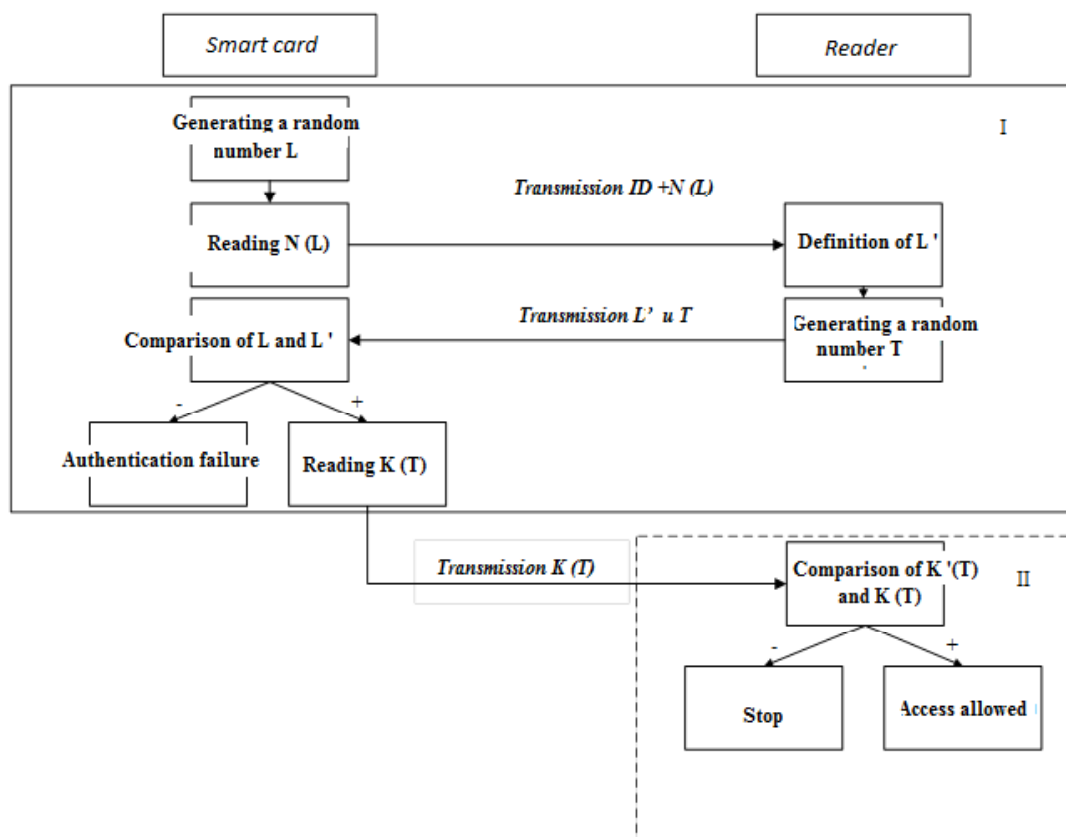 Smart card
Reader
I
Generating a random
number L
Transmission ID +N (L)
Reading N (L)
Definition of L '
Transmission L’ u T
Comparison of L and L '
Generating a random
number T
-
+
Authentication failure
Reading K (T)
Transmission K (T)
Comparison of K '(T)
and K (T)
II
-
+
Stop
Access allowed